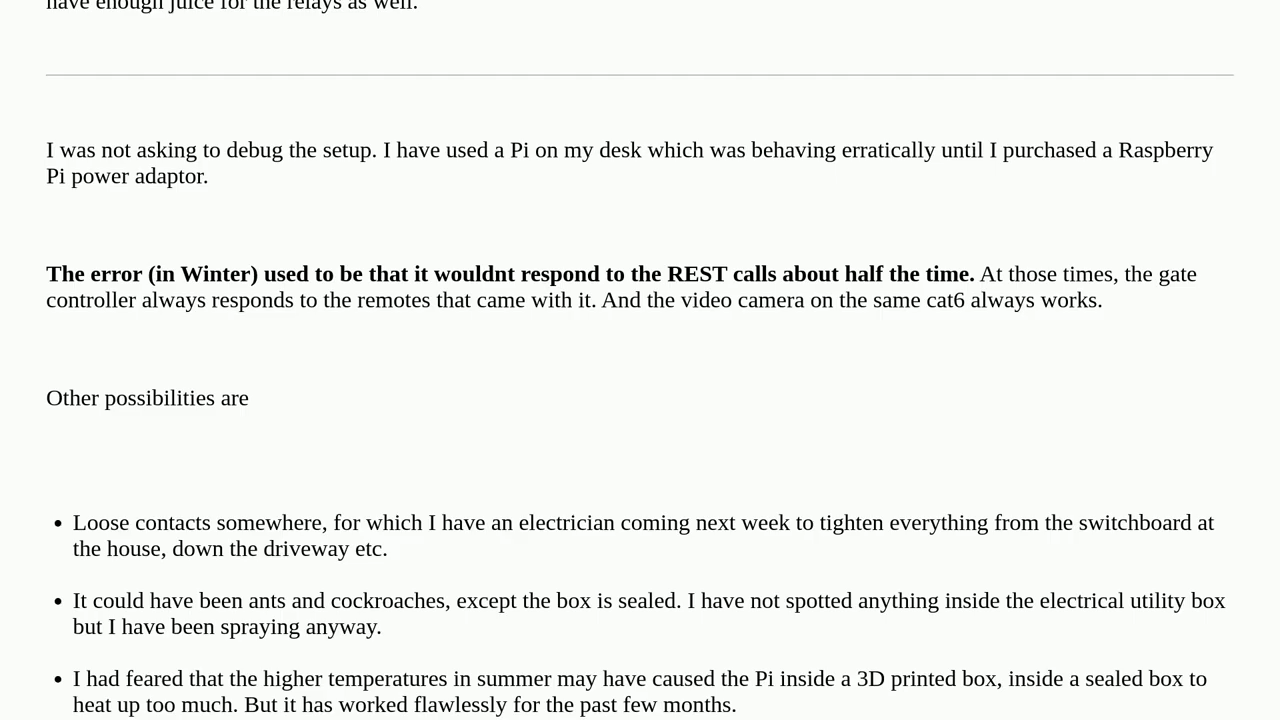 have enough juice for the relays as well.
I was not asking to debug the setup. I have used a Pi on my desk which was behaving erratically until I purchased a Raspberry
Pi power adaptor.
The error (in Winter) used to be that it wouldnt respond to the REST calls about half the time. At those times, the gate
controller always responds to the remotes that came with it. And the video camera on the same cat6 always works.
Other possibilities are
• Loose contacts somewhere, for which I have an electrician coming next week to tighten everything from the switchboard at
the house, down the driveway etc.
• It could have been ants and cockroaches, except the box is sealed. I have not spotted anything inside the electrical utility box
but I have been spraying anyway.
• I had feared that the higher temperatures in summer may have caused the Pi inside a 3D printed box, inside a sealed box to
heat up too much. But it has worked flawlessly for the past few months.